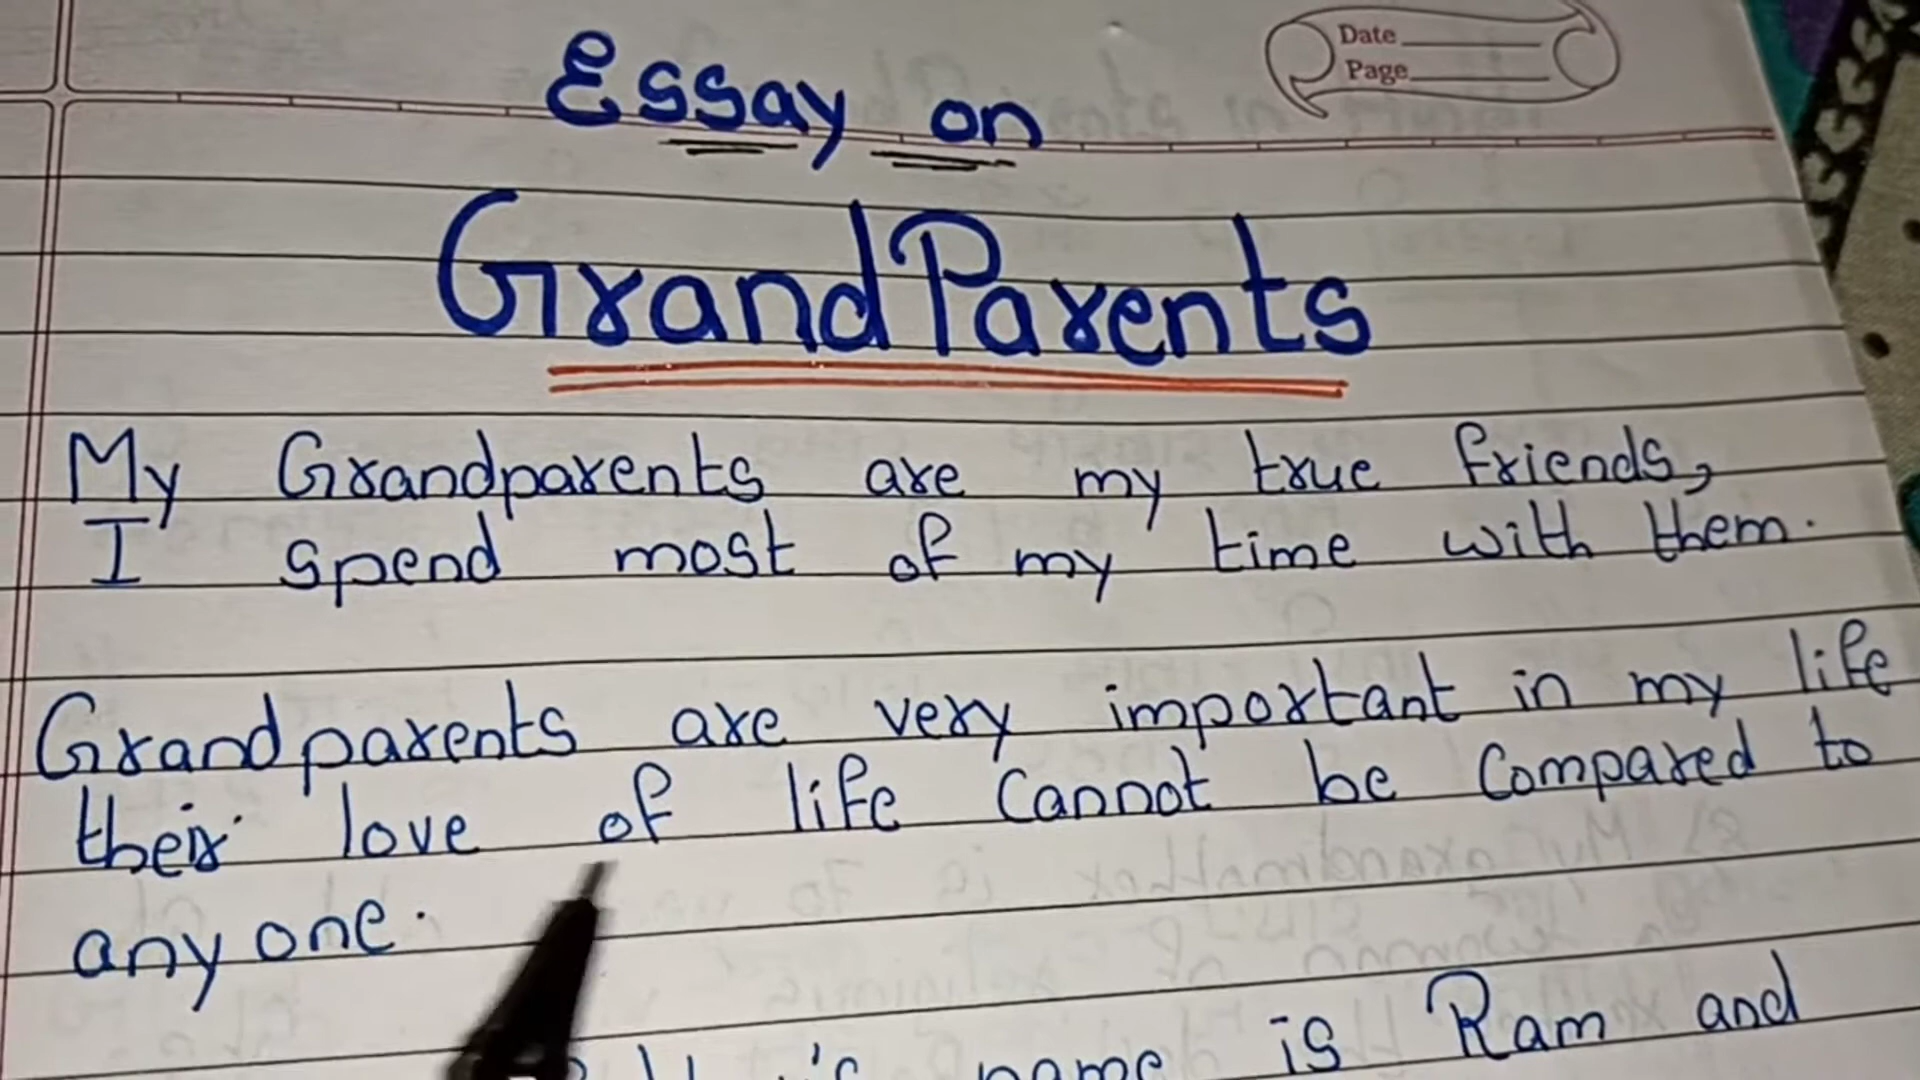 Date
Page
Essay on
GrandParents
My Grandparents are my true friends,
I spend most of my time with them.
Grandparents are very important in my life
their love of life Cannot be Compared to
any one.
name is Ram and